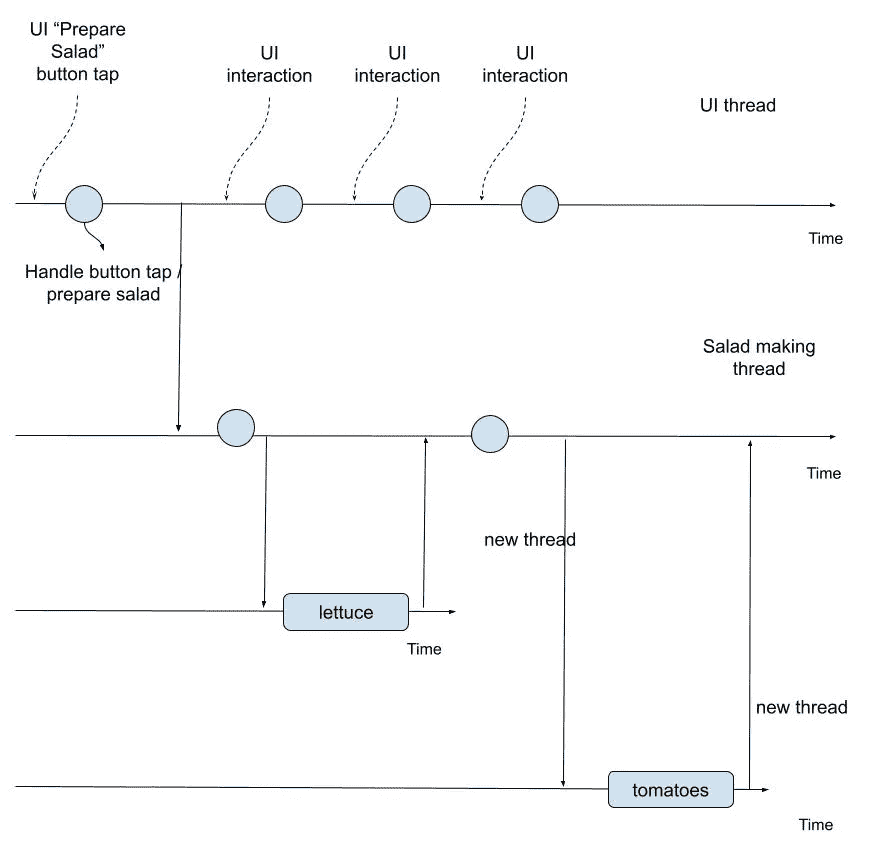 UI “Prepare
Salad”
button tap
UI
interaction
UI
interaction
UI
interaction
UI thread
Time
Handle button tap /
prepare salad
Salad making
thread
Time
new thread
lettuce
Time
new thread
tomatoes
Time